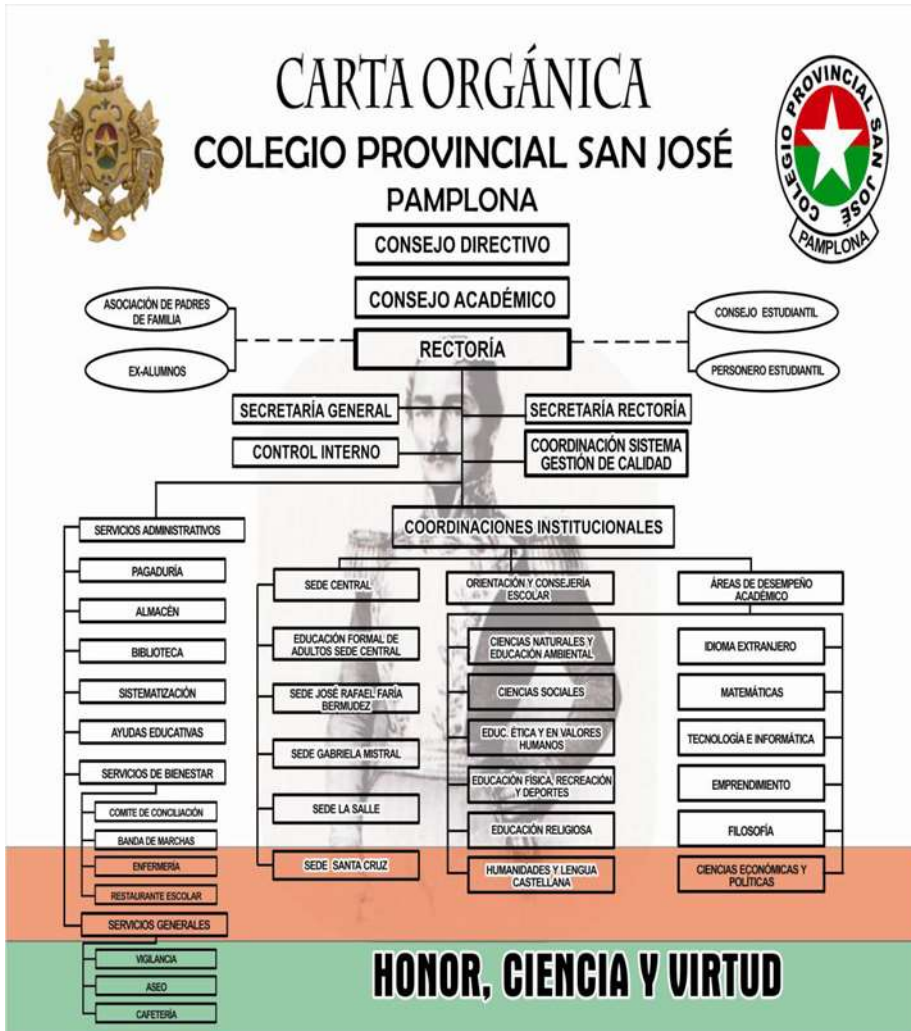 CARTA ORGÁNICA
COLEGIO PROVINCIAL SAN JOSÉ
PAMPLONA
COLEGIO PROVINCIAL SAN JOSÉ
PAMPLONA
CONSEJO DIRECTIVO
CONSEJO ACADÉMICO
RECTORÍA
ASOCIACIÓN DE PADRES
DE FAMILIA
EX-ALUMNOS
CONSEJO ESTUDIANTIL
PERSONERO ESTUDIANTIL
SECRETARÍA GENERAL
SECRETARÍA RECTORÍA
CONTROL INTERNO
COORDINACIÓN SISTEMA
GESTIÓN DE CALIDAD
SERVICIOS ADMINISTRATIVOS
PAGADURÍA
ALMACÉN
BIBLIOTECA
SISTEMATIZACIÓN
AYUDAS EDUCATIVAS
SERVICIOS DE BIENESTAR
COMITE DE CONCILIACIÓN
BANDA DE MARCHAS
ENFERMERÍA
RESTAURANTE ESCOLAR
SERVICIOS GENERALES
VIGILANCIA
ASEO
CAFETERÍA
COORDINACIONES INSTITUCIONALES
SEDE CENTRAL
EDUCACIÓN FORMAL DE
ADULTOS SEDE CENTRAL
SEDE JOSÉ RAFAEL FARÍA
BERMUDEZ
SEDE GABRIELA MISTRAL
SEDE LA SALLE
SEDE SANTA CRUZ
ORIENTACIÓN Y CONSEJERÍA
ESCOLAR
ÁREAS DE DESEMPEÑO
ACADÉMICO
CIENCIAS NATURALES Y
EDUCACIÓN AMBIENTAL
CIENCIAS SOCIALES
EDUC. ÉTICA Y EN VALORES
HUMANOS
EDUCACIÓN FÍSICA, RECREACIÓN
Y DEPORTES
EDUCACIÓN RELIGIOSA
HUMANIDADES Y LENGUA
CASTELLANA
IDIOMA EXTRANJERO
MATEMÁTICAS
TECNOLOGÍA E INFORMÁTICA
EMPRENDIMIENTO
FILOSOFÍA
CIENCIAS ECONÓMICAS Y
POLÍTICAS
HONOR, CIENCIA Y VIRTUD